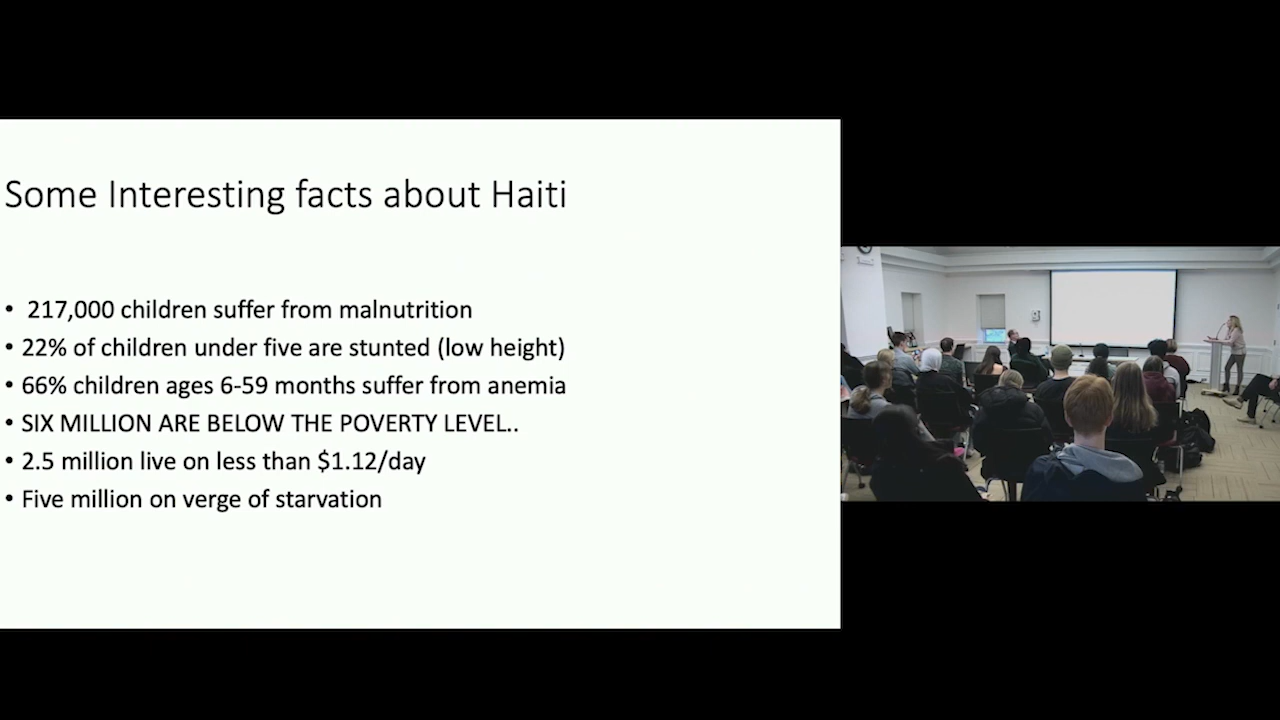 Some Interesting facts about Haiti
• 217,000 children suffer from malnutrition
• 22% of children under five are stunted (low height)
• 66% children ages 6-59 months suffer from anemia
• SIX MILLION ARE BELOW THE POVERTY LEVEL..
• 2.5 million live on less than $1.12/day
• Five million on verge of starvation